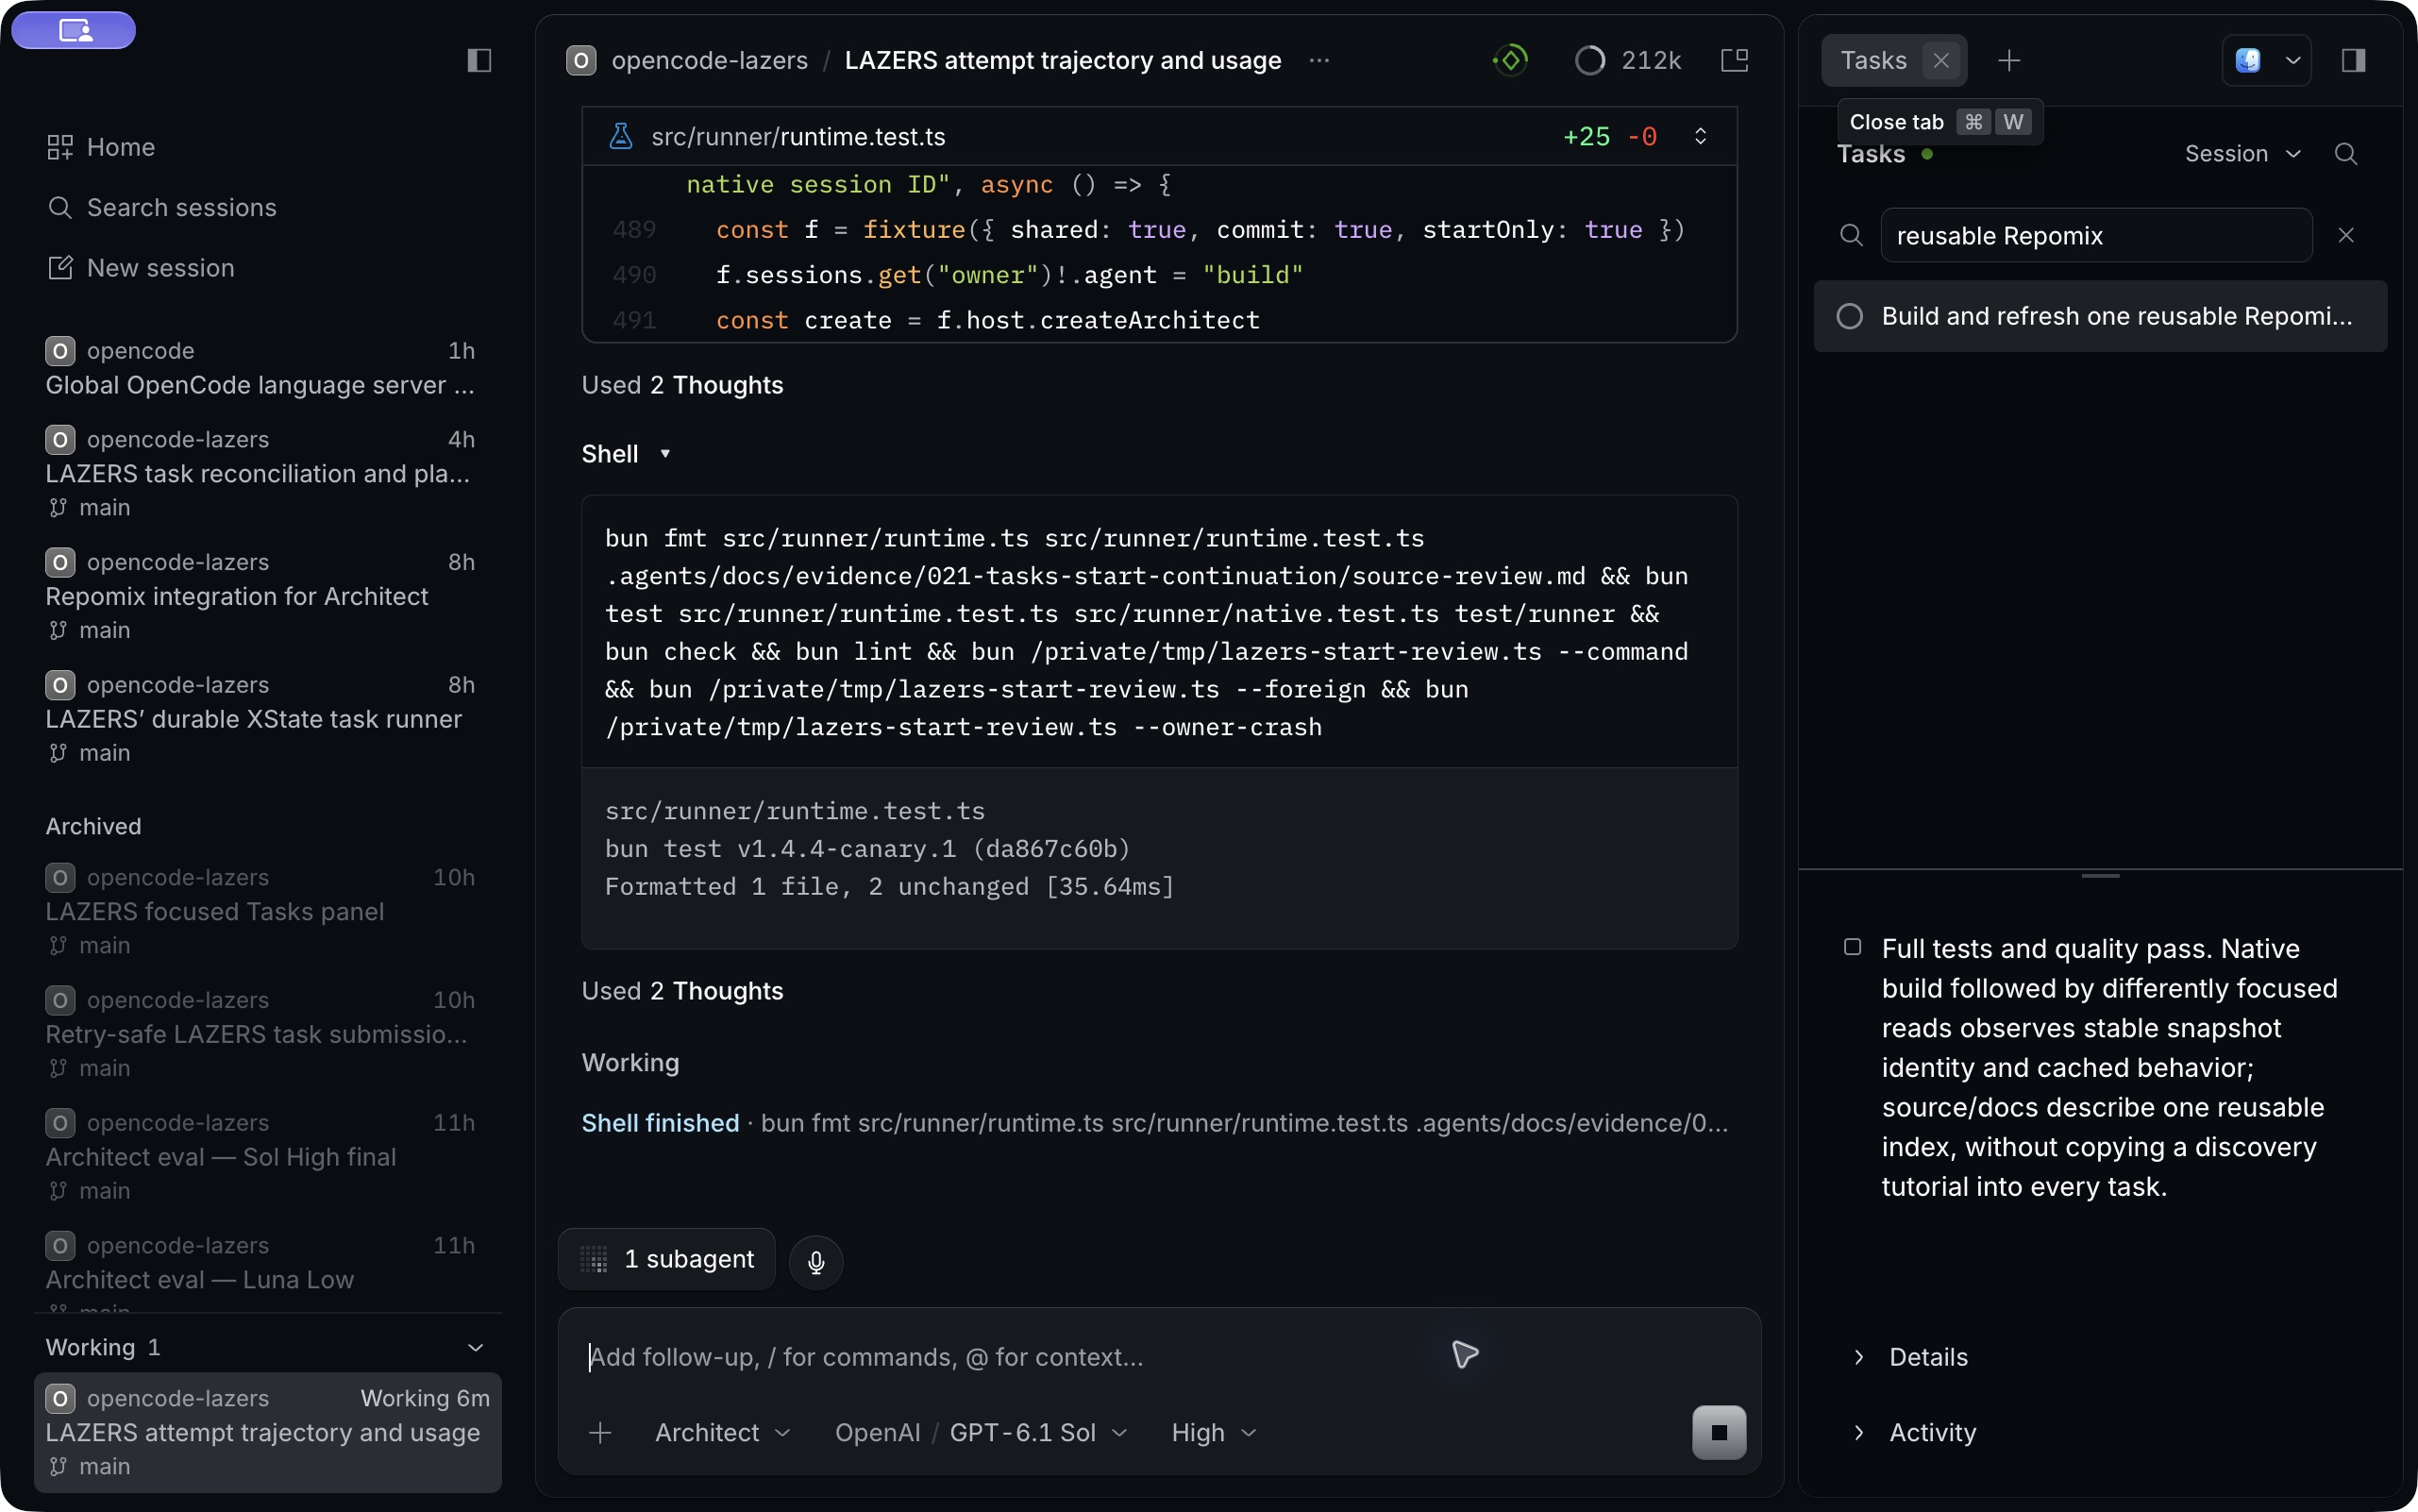 Home
Search sessions
New session
O opencode 1h
Global OpenCode language server ...
O opencode-lazers 4h
LAZERS task reconciliation and pla...
main
O opencode-lazers 8h
Repomix integration for Architect
main
O opencode-lazers 8h
LAZERS’ durable XState task runner
main
Archived
O opencode-lazers 10h
LAZERS focused Tasks panel
main
O opencode-lazers 10h
Retry-safe LAZERS task submissio...
main
O opencode-lazers 11h
Architect eval — Sol High final
main
O opencode-lazers 11h
Architect eval — Luna Low
main
Working 1
O opencode-lazers Working 6m
LAZERS attempt trajectory and usage
main
O opencode-lazers / LAZERS attempt trajectory and usage ... 212k
src/runner/runtime.test.ts +25 -0
native session ID", async () => {
489 const f = fixture({ shared: true, commit: true, startOnly: true })
490 f.sessions.get("owner")!.agent = "build"
491 const create = f.host.createArchitect
Used 2 Thoughts
Shell
bun fmt src/runner/runtime.ts src/runner/runtime.test.ts
.agents/docs/evidence/021-tasks-start-continuation/source-review.md && bun
test src/runner/runtime.test.ts src/runner/native.test.ts test/runner &&
bun check && bun lint && bun /private/tmp/lazers-start-review.ts --command
&& bun /private/tmp/lazers-start-review.ts --foreign && bun
/private/tmp/lazers-start-review.ts --owner-crash
src/runner/runtime.test.ts
bun test v1.4.4-canary.1 (da867c60b)
Formatted 1 file, 2 unchanged [35.64ms]
Used 2 Thoughts
Working
Shell finished · bun fmt src/runner/runtime.ts src/runner/runtime.test.ts .agents/docs/evidence/0...
1 subagent
Add follow-up, / for commands, @ for context...
Architect OpenAI / GPT-6.1 Sol High
Tasks
Close tab ⌘ W
Tasks Session
reusable Repomix
Build and refresh one reusable Repomi...
Full tests and quality pass. Native
build followed by differently focused
reads observes stable snapshot
identity and cached behavior;
source/docs describe one reusable
index, without copying a discovery
tutorial into every task.
Details
Activity